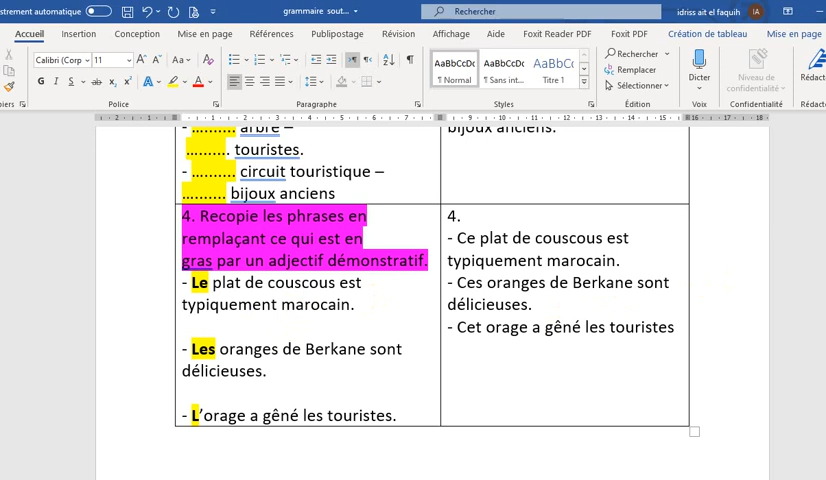 strement automatique
grammaire sout...
Rechercher
idriss ait el faquih
IA
Accueil Insertion Conception Mise en page Références Publipostage Révision Affichage Aide Foxit Reader PDF Foxit PDF Création de tableau Mise en page
Calibri (Corp 11
AaBbCcDc AaBbCcDc AaBbCc
¶ Normal ¶ Sans int... Titre 1
Rechercher
Remplacer
Sélectionner
Dicter
Niveau de
confidentialité
Rédacte
piers
Police
Paragraphe
Styles
Édition
Voix
Confidentialité
Rédact
- .......... arbre –
.......... touristes.
- .......... circuit touristique –
.......... bijoux anciens
bijoux anciens.
4. Recopie les phrases en
remplaçant ce qui est en
gras par un adjectif démonstratif.
- Le plat de couscous est
typiquement marocain.
- Les oranges de Berkane sont
délicieuses.
- L’orage a gêné les touristes.
4.
- Ce plat de couscous est
typiquement marocain.
- Ces oranges de Berkane sont
délicieuses.
- Cet orage a gêné les touristes